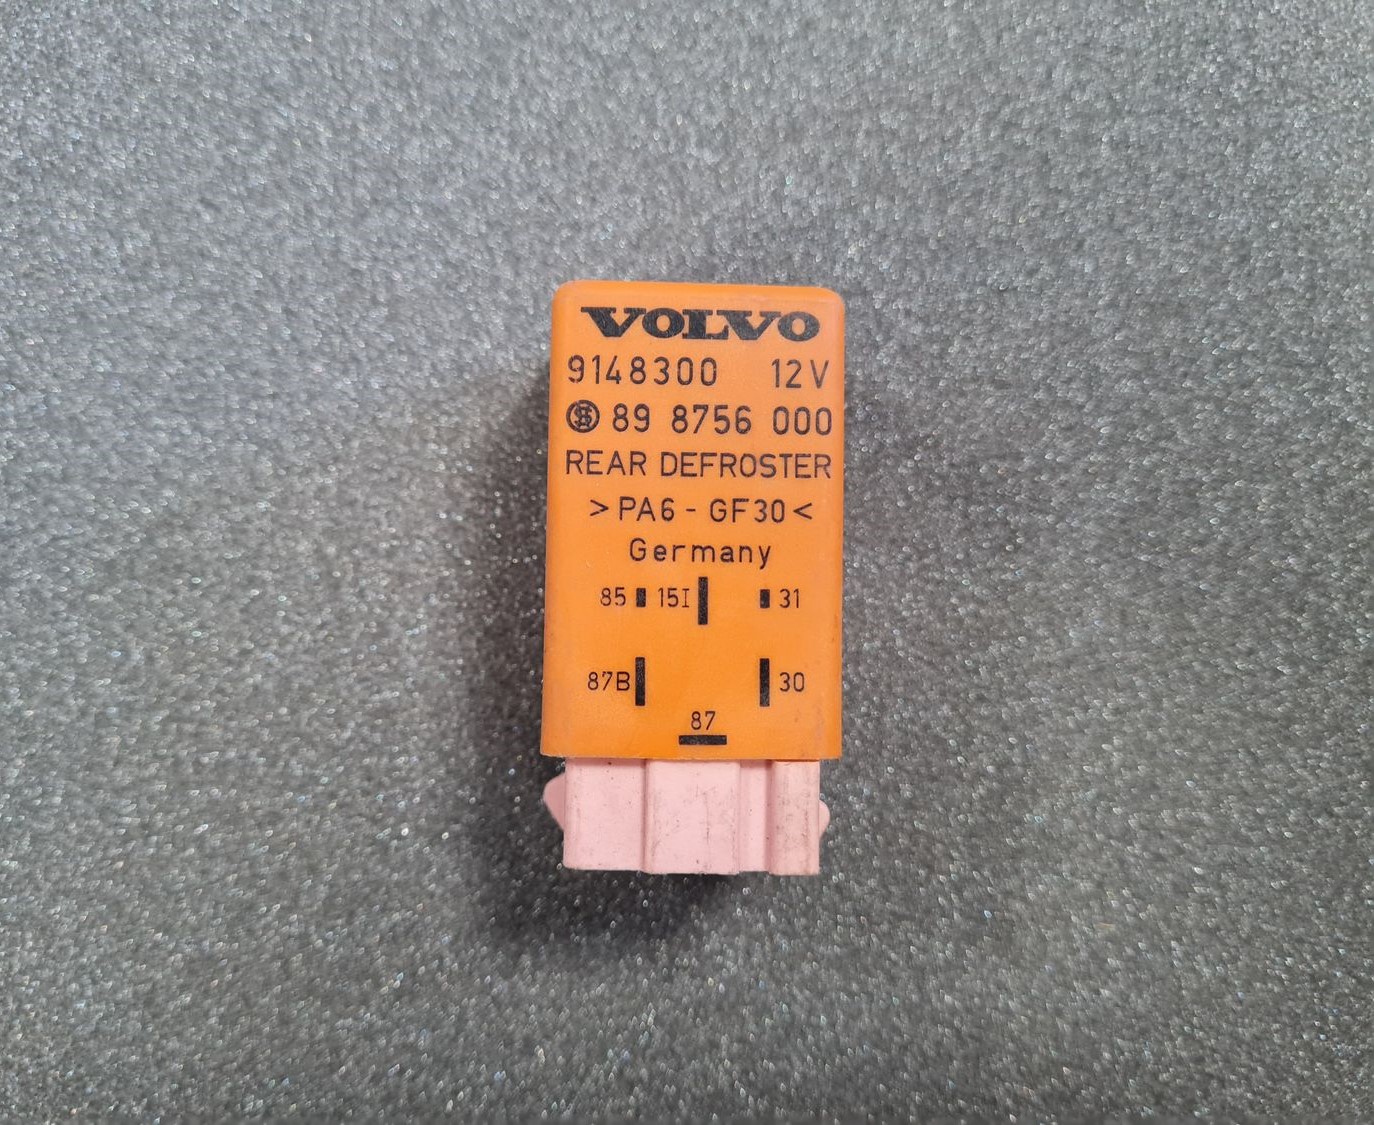 VOLVO
9148300 12V
89 8756 000
REAR DEFROSTER
>PA6-GF30<
Germany
85 15I 31
87B 30
87